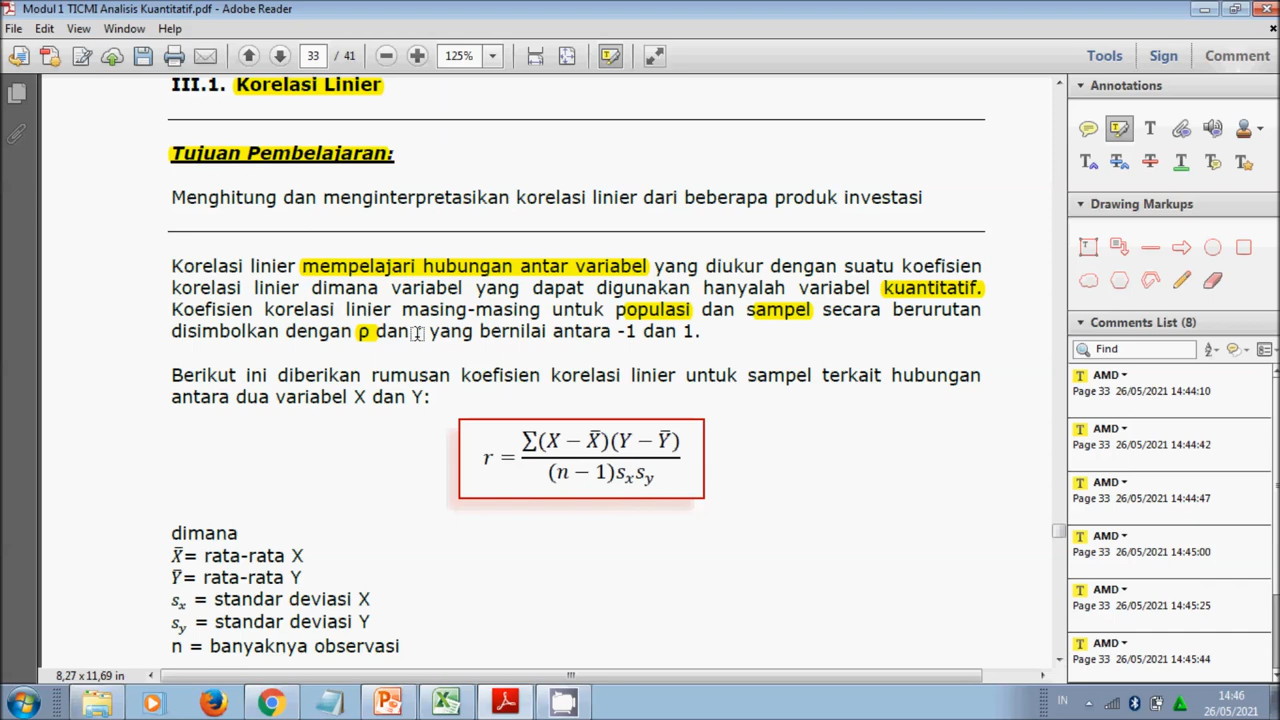 Modul 1 TICMI Analisis Kuantitatif.pdf - Adobe Reader
File Edit View Window Help
33 / 41 125% Tools Sign Comment
III.1. Korelasi Linier
Tujuan Pembelajaran:
Menghitung dan menginterpretasikan korelasi linier dari beberapa produk investasi
Korelasi linier mempelajari hubungan antar variabel yang diukur dengan suatu koefisien
korelasi linier dimana variabel yang dapat digunakan hanyalah variabel kuantitatif.
Koefisien korelasi linier masing-masing untuk populasi dan sampel secara berurutan
disimbolkan dengan ρ dan yang bernilai antara -1 dan 1.
Berikut ini diberikan rumusan koefisien korelasi linier untuk sampel terkait hubungan
antara dua variabel X dan Y:
r = ∑(X − X̄)(Y − Ȳ) / (n − 1)sₓsᵧ
dimana
X̄= rata-rata X
Ȳ= rata-rata Y
sₓ = standar deviasi X
sᵧ = standar deviasi Y
n = banyaknya observasi
8,27 x 11,69 in
Annotations
Drawing Markups
Comments List (8)
Find
AMD
Page 33 26/05/2021 14:44:10
AMD
Page 33 26/05/2021 14:44:42
AMD
Page 33 26/05/2021 14:44:47
AMD
Page 33 26/05/2021 14:45:00
AMD
Page 33 26/05/2021 14:45:25
AMD
Page 33 26/05/2021 14:45:44
IN
14:46
26/05/2021